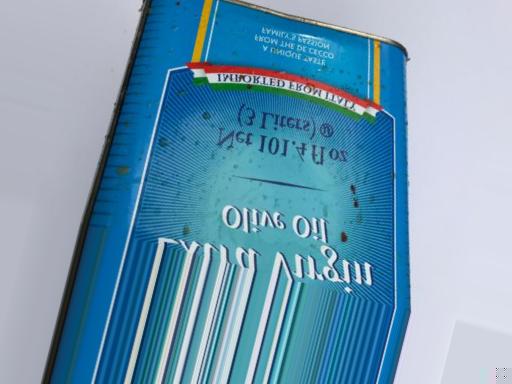 Extra Virgin
Olive Oil
Net 101.4 fl oz
(3 Liters) e
IMPORTED FROM ITALY
A UNIQUE TASTE
FROM THE DE CECCO
FAMILY'S PASSION